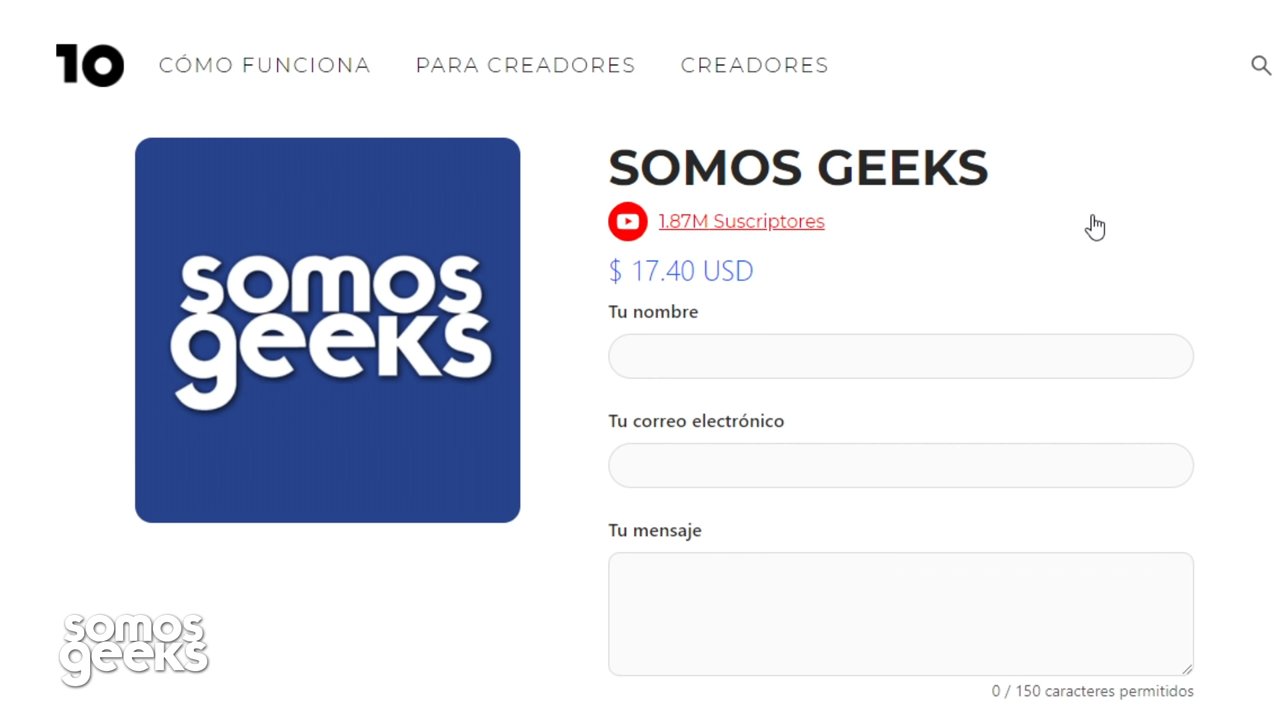 10 CÓMO FUNCIONA PARA CREADORES CREADORES
somos
geeks
SOMOS GEEKS
1.87M Suscriptores
$ 17.40 USD
Tu nombre
Tu correo electrónico
Tu mensaje
0 / 150 caracteres permitidos
somos
geeks